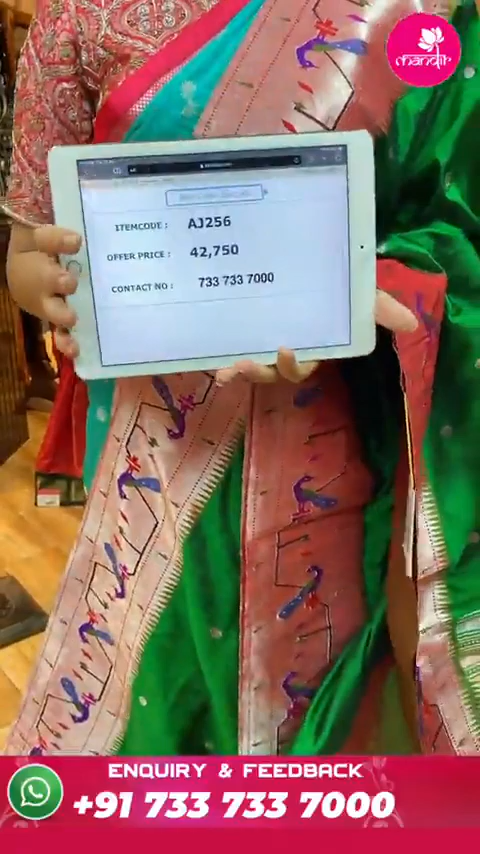 mandir
ITEMCODE : AJ256
OFFER PRICE : 42,750
CONTACT NO : 733 733 7000
ENQUIRY & FEEDBACK
+91 733 733 7000